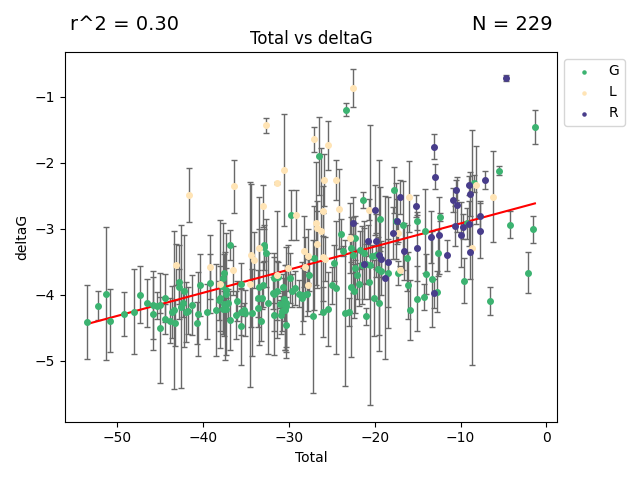 r^2 = 0.30
N = 229
Total vs deltaG
G
L
R
−1
−2
−3
−4
−5
deltaG
−50 −40 −30 −20 −10 0
Total